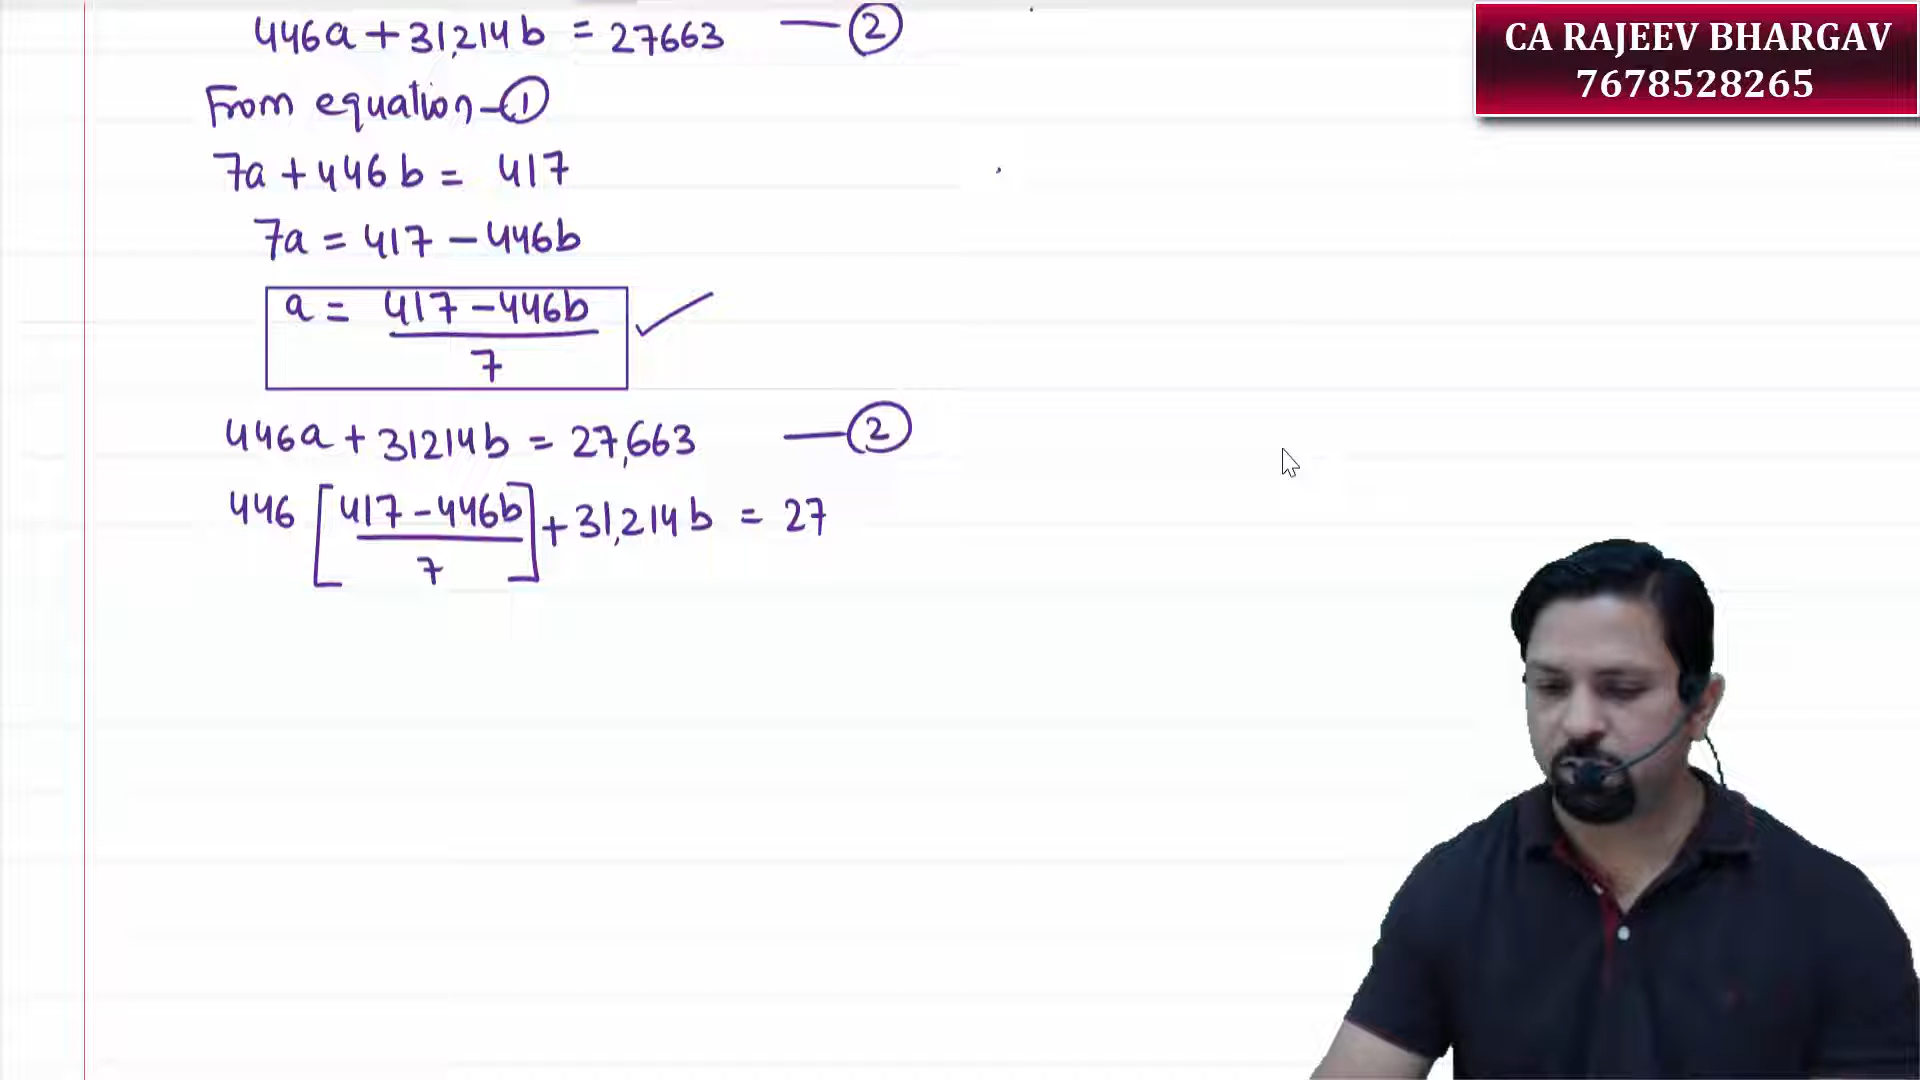 446a + 31,214b = 27663 — ②
CA RAJEEV BHARGAV
7678528265
From equation - ①
7a + 446b = 417
7a = 417 - 446b
a = 417 - 446b / 7 ✓
446a + 31214b = 27,663 — ②
446 [417 - 446b / 7] + 31,214b = 27